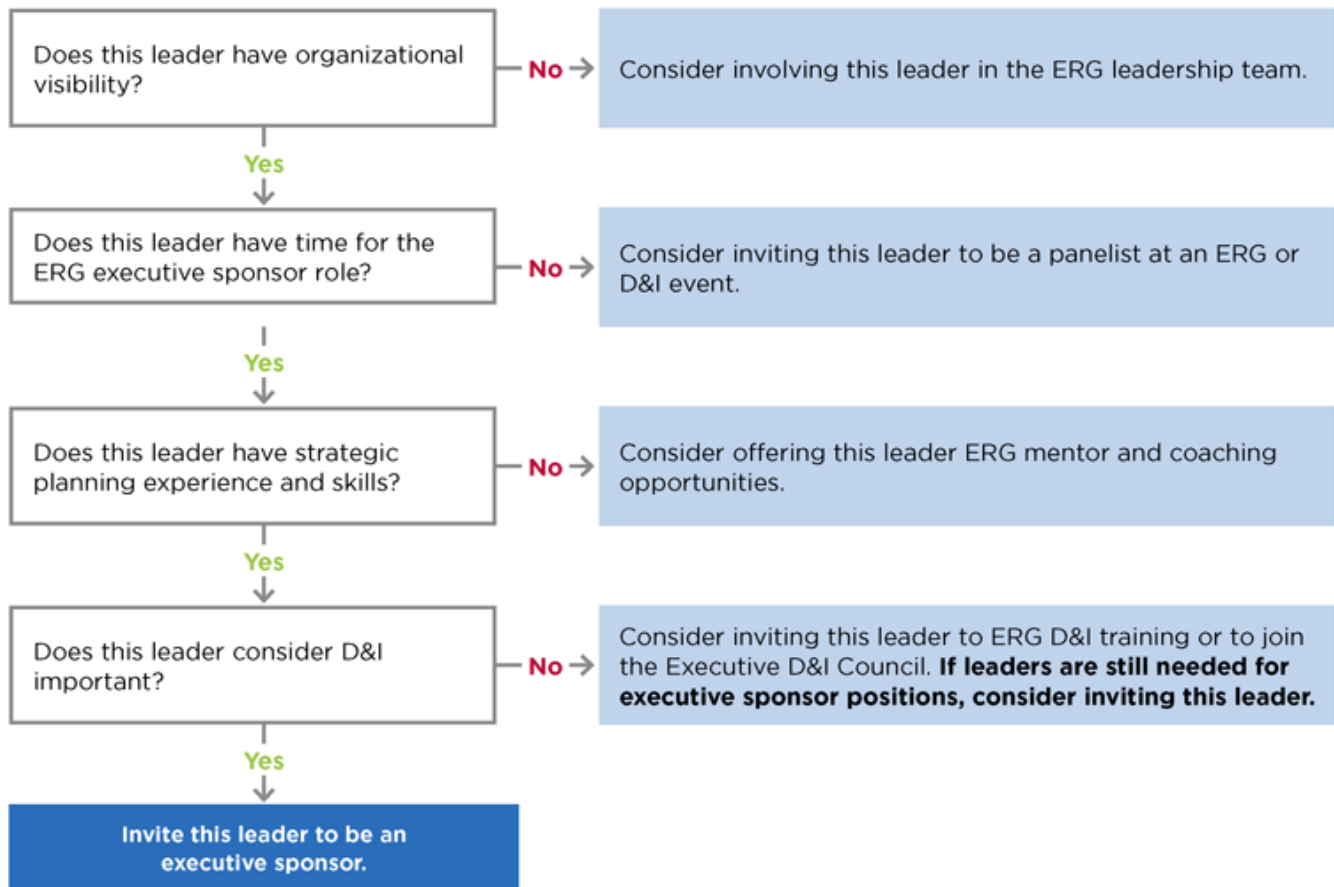 Does this leader have organizational
visibility?
No
Consider involving this leader in the ERG leadership team.
Yes
Does this leader have time for the
ERG executive sponsor role?
No
Consider inviting this leader to be a panelist at an ERG or
D&I event.
Yes
Does this leader have strategic
planning experience and skills?
No
Consider offering this leader ERG mentor and coaching
opportunities.
Yes
Does this leader consider D&I
important?
No
Consider inviting this leader to ERG D&I training or to join
the Executive D&I Council. If leaders are still needed for
executive sponsor positions, consider inviting this leader.
Yes
Invite this leader to be an
executive sponsor.